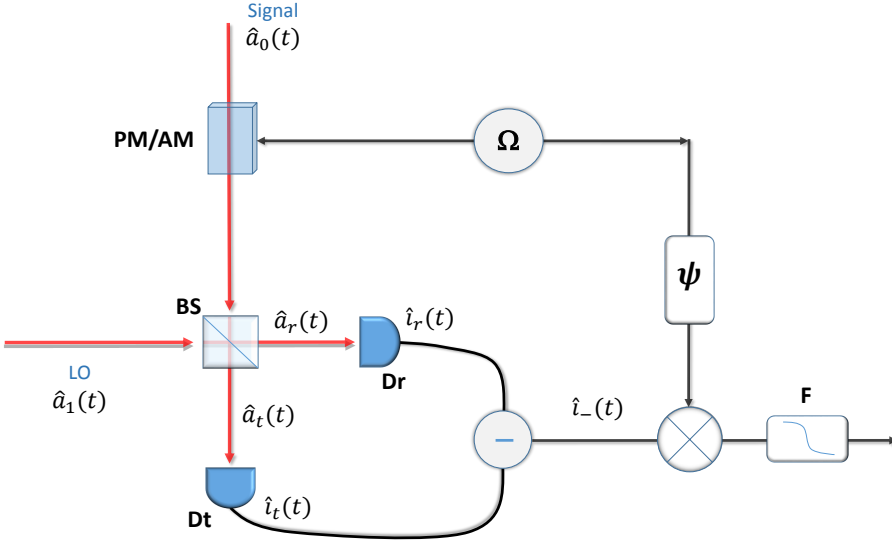 Signal
â₀(t)
PM/AM
Ω
ψ
BS
âᵣ(t)
îᵣ(t)
LO
â₁(t)
Dr
F
î₋(t)
âₜ(t)
−
Dt
îₜ(t)